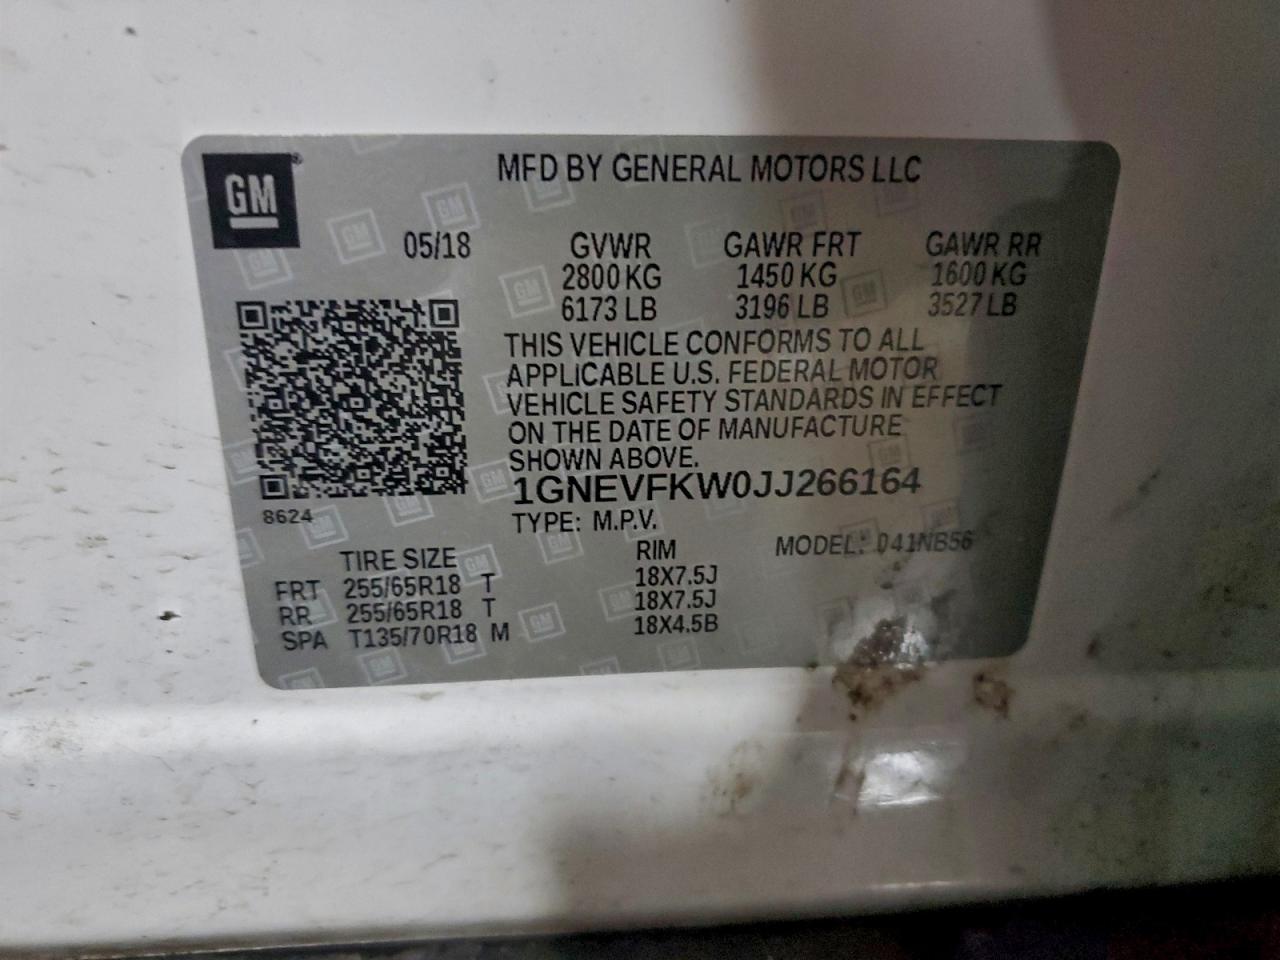 GM
MFD BY GENERAL MOTORS LLC
05/18 GVWR GAWR FRT GAWR RR
2800 KG 1450 KG 1600 KG
6173 LB 3196 LB 3527 LB
THIS VEHICLE CONFORMS TO ALL
APPLICABLE U.S. FEDERAL MOTOR
VEHICLE SAFETY STANDARDS IN EFFECT
ON THE DATE OF MANUFACTURE
SHOWN ABOVE.
1GNEVFKW0JJ266164
8624
TYPE: M.P.V.
MODEL: 041NB56
TIRE SIZE RIM
FRT 255/65R18 T 18X7.5J
RR 255/65R18 T 18X7.5J
SPA T135/70R18 M 18X4.5B